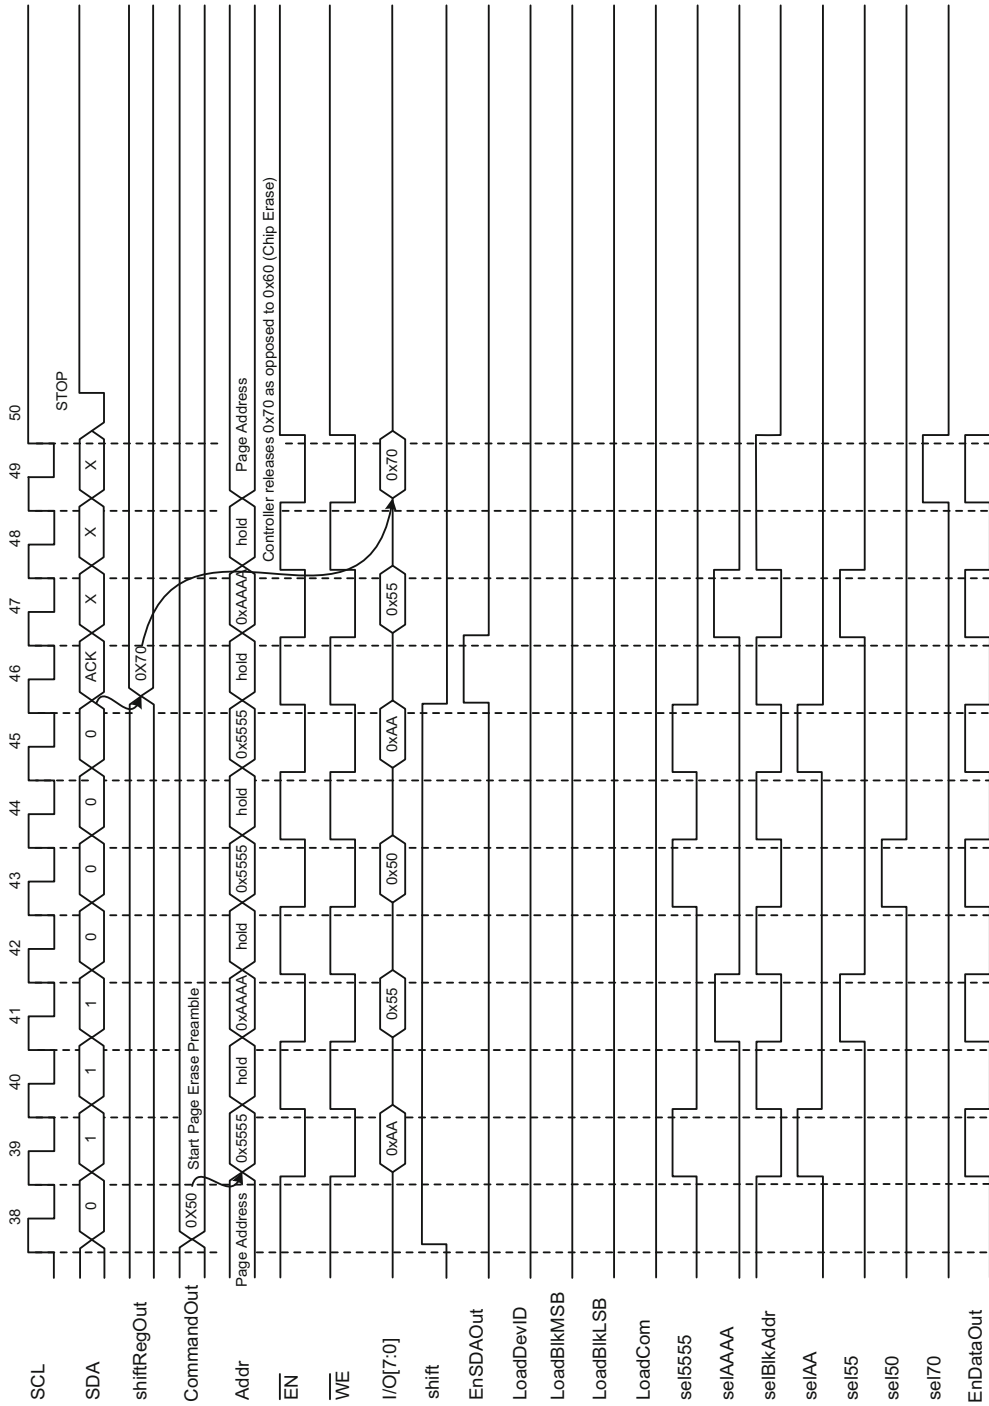 38 39 40 41 42 43 44 45 46 47 48 49 50
SCL
STOP
SDA 0 1 1 1 0 0 0 0 ACK X X X
shiftRegOut 0X70
CommandOut 0X50 Start Page Erase Preamble
Addr Page Address 0x5555 hold 0xAAAA hold 0x5555 hold 0x5555 hold 0xAAAA hold Page Address
Controller releases 0x70 as opposed to 0x60 (Chip Erase)
EN
WE
I/O[7:0] 0xAA 0x55 0x50 0xAA 0x55 0x70
shift
EnSDAOut
LoadDevID
LoadBlkMSB
LoadBlkLSB
LoadCom
sel5555
selAAAA
selBlkAddr
selAA
sel55
sel50
sel70
EnDataOut